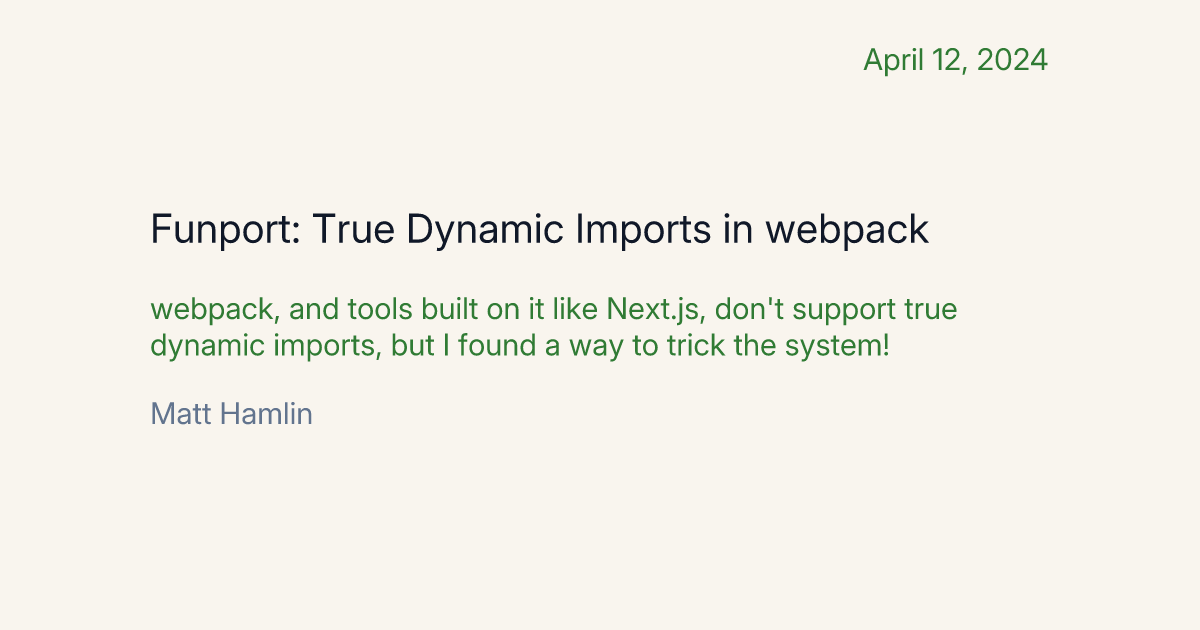 April 12, 2024
Funport: True Dynamic Imports in webpack
webpack, and tools built on it like Next.js, don't support true
dynamic imports, but I found a way to trick the system!
Matt Hamlin